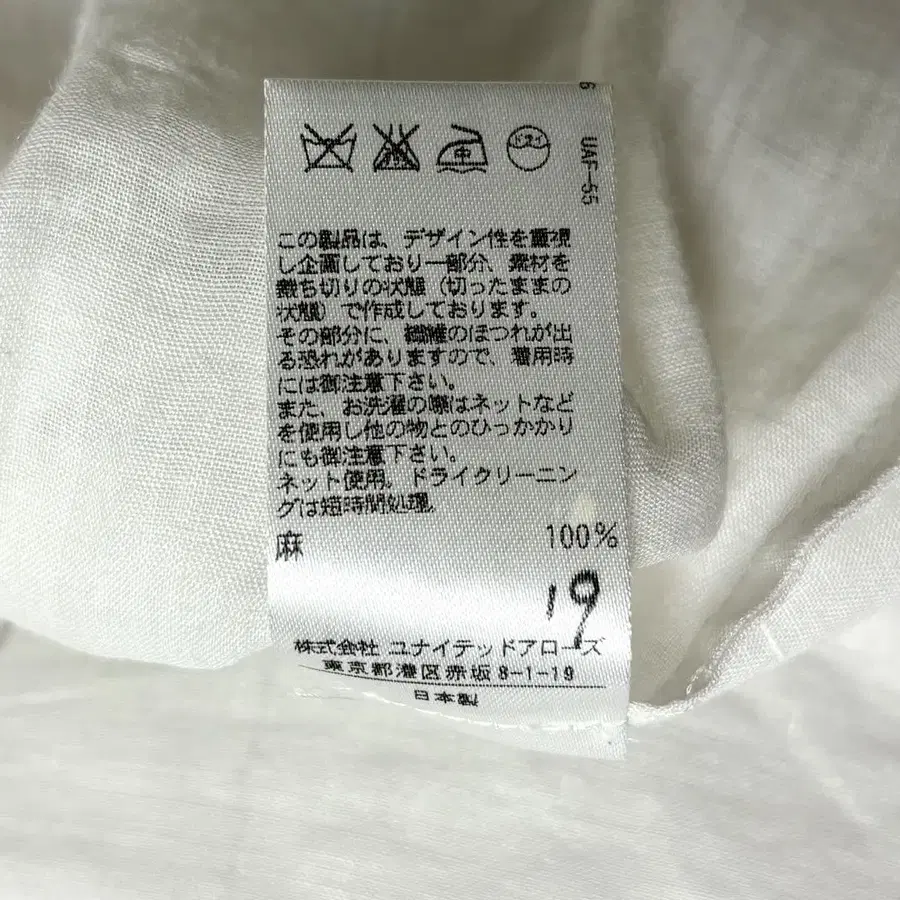 中
ドライ
6 UAF-55
この製品は、デザイン性を重視
し企画しており一部分、素材を
裁ち切りの状態（切ったままの
状態）で作成しております。
その部分に、繊維のほつれが出
る恐れがありますので、着用時
には御注意下さい。
また、お洗濯の際はネットなど
を使用し他の物とのひっかかり
にも御注意下さい。
ネット使用。ドライクリーニン
グは短時間処理。
麻 100%
19
株式会社 ユナイテッドアローズ
東京都港区赤坂8-1-19
日本製